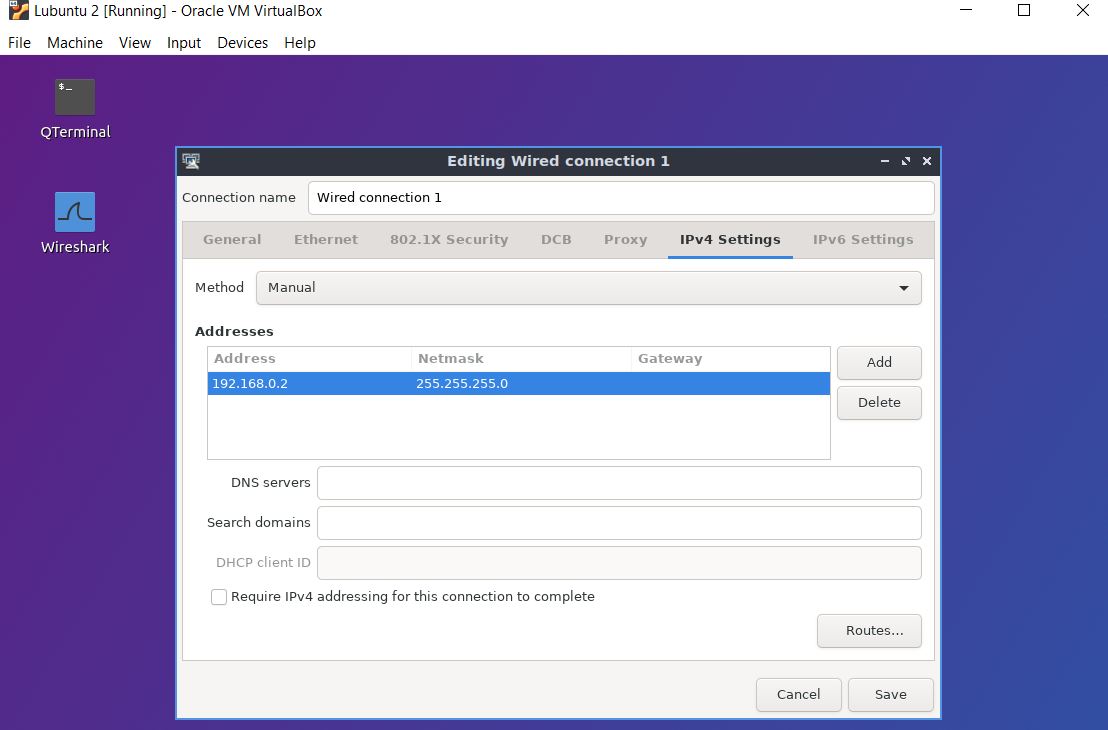 Lubuntu 2 [Running] - Oracle VM VirtualBox
File Machine View Input Devices Help
$_
QTerminal
Wireshark
Editing Wired connection 1
Connection name Wired connection 1
General Ethernet 802.1X Security DCB Proxy IPv4 Settings IPv6 Settings
Method Manual
Addresses
Address Netmask Gateway
192.168.0.2 255.255.255.0
Add
Delete
DNS servers
Search domains
DHCP client ID
Require IPv4 addressing for this connection to complete
Routes...
Cancel Save